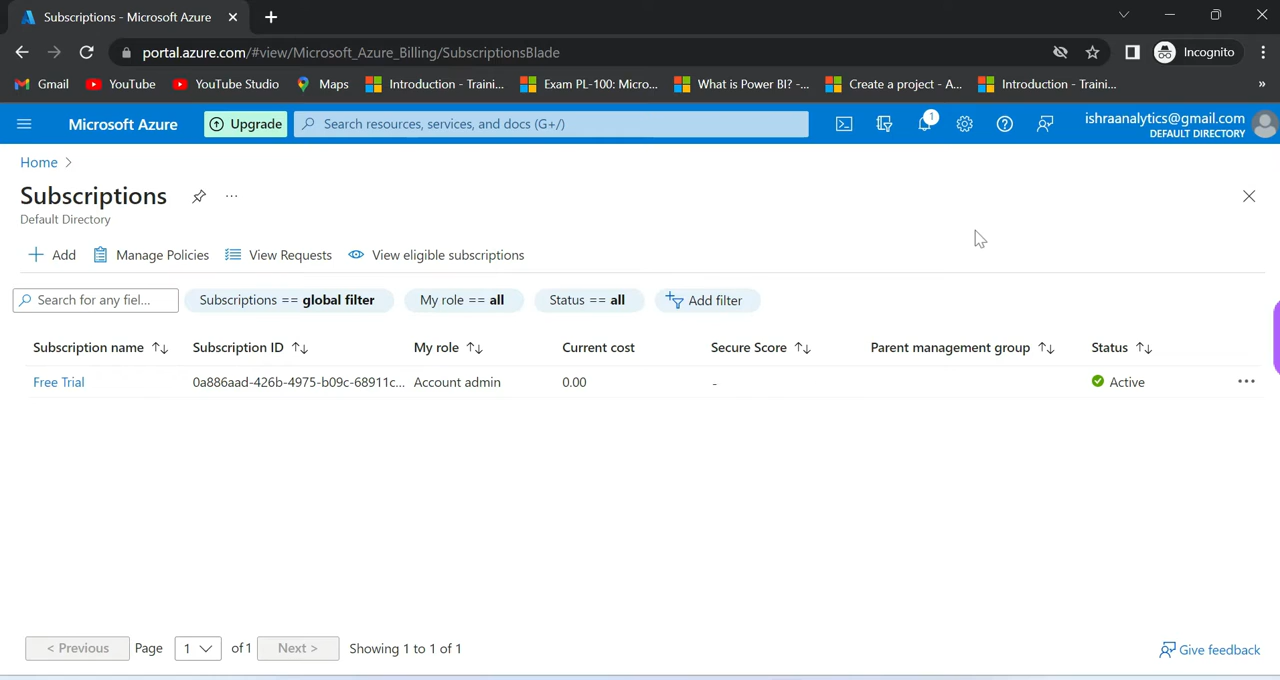 Subscriptions - Microsoft Azure
portal.azure.com/#view/Microsoft_Azure_Billing/SubscriptionsBlade
Incognito
Gmail
YouTube
YouTube Studio
Maps
Introduction - Traini...
Exam PL-100: Micro...
What is Power BI? -...
Create a project - A...
Introduction - Traini...
»
Microsoft Azure
Upgrade
Search resources, services, and docs (G+/)
1
ishraanalytics@gmail.com
DEFAULT DIRECTORY
Home >
Subscriptions
...
Default Directory
+ Add
Manage Policies
View Requests
View eligible subscriptions
Search for any fiel...
Subscriptions == global filter
My role == all
Status == all
Add filter
Subscription name ↑↓ Subscription ID ↑↓ My role ↑↓ Current cost Secure Score ↑↓ Parent management group ↑↓ Status ↑↓
Free Trial 0a886aad-426b-4975-b09c-68911c... Account admin 0.00 - Active ...
< Previous Page 1 of 1 Next > Showing 1 to 1 of 1
Give feedback